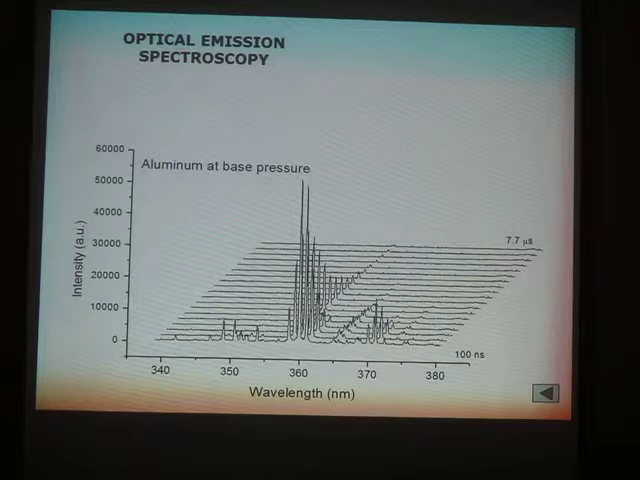 OPTICAL EMISSION
SPECTROSCOPY
60000
Aluminum at base pressure
50000
40000
30000
20000
10000
0
Intensity (a.u.)
7.7 µs
100 ns
340
350
360
370
380
Wavelength (nm)